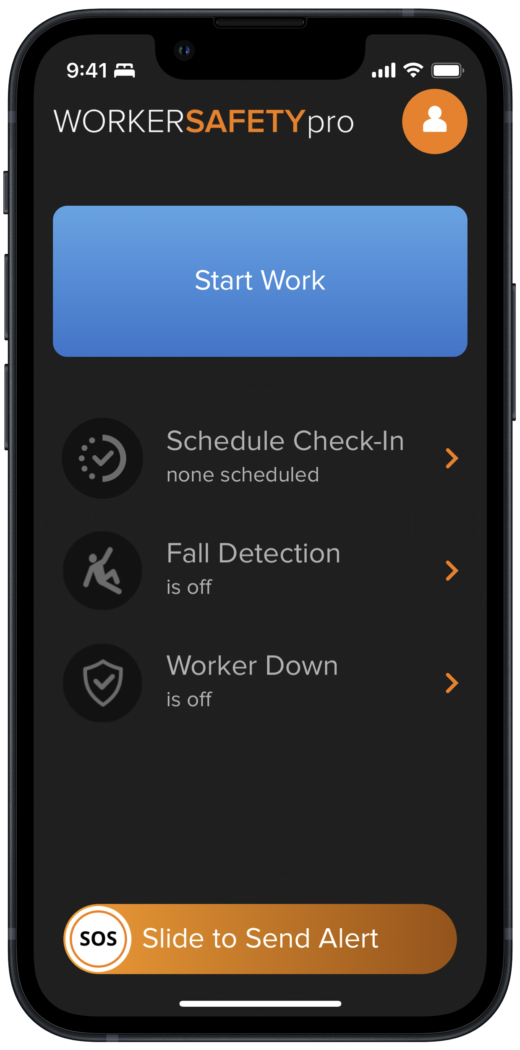 9:41
WORKERSAFETYpro
Start Work
Schedule Check-In
none scheduled
Fall Detection
is off
Worker Down
is off
SOS Slide to Send Alert